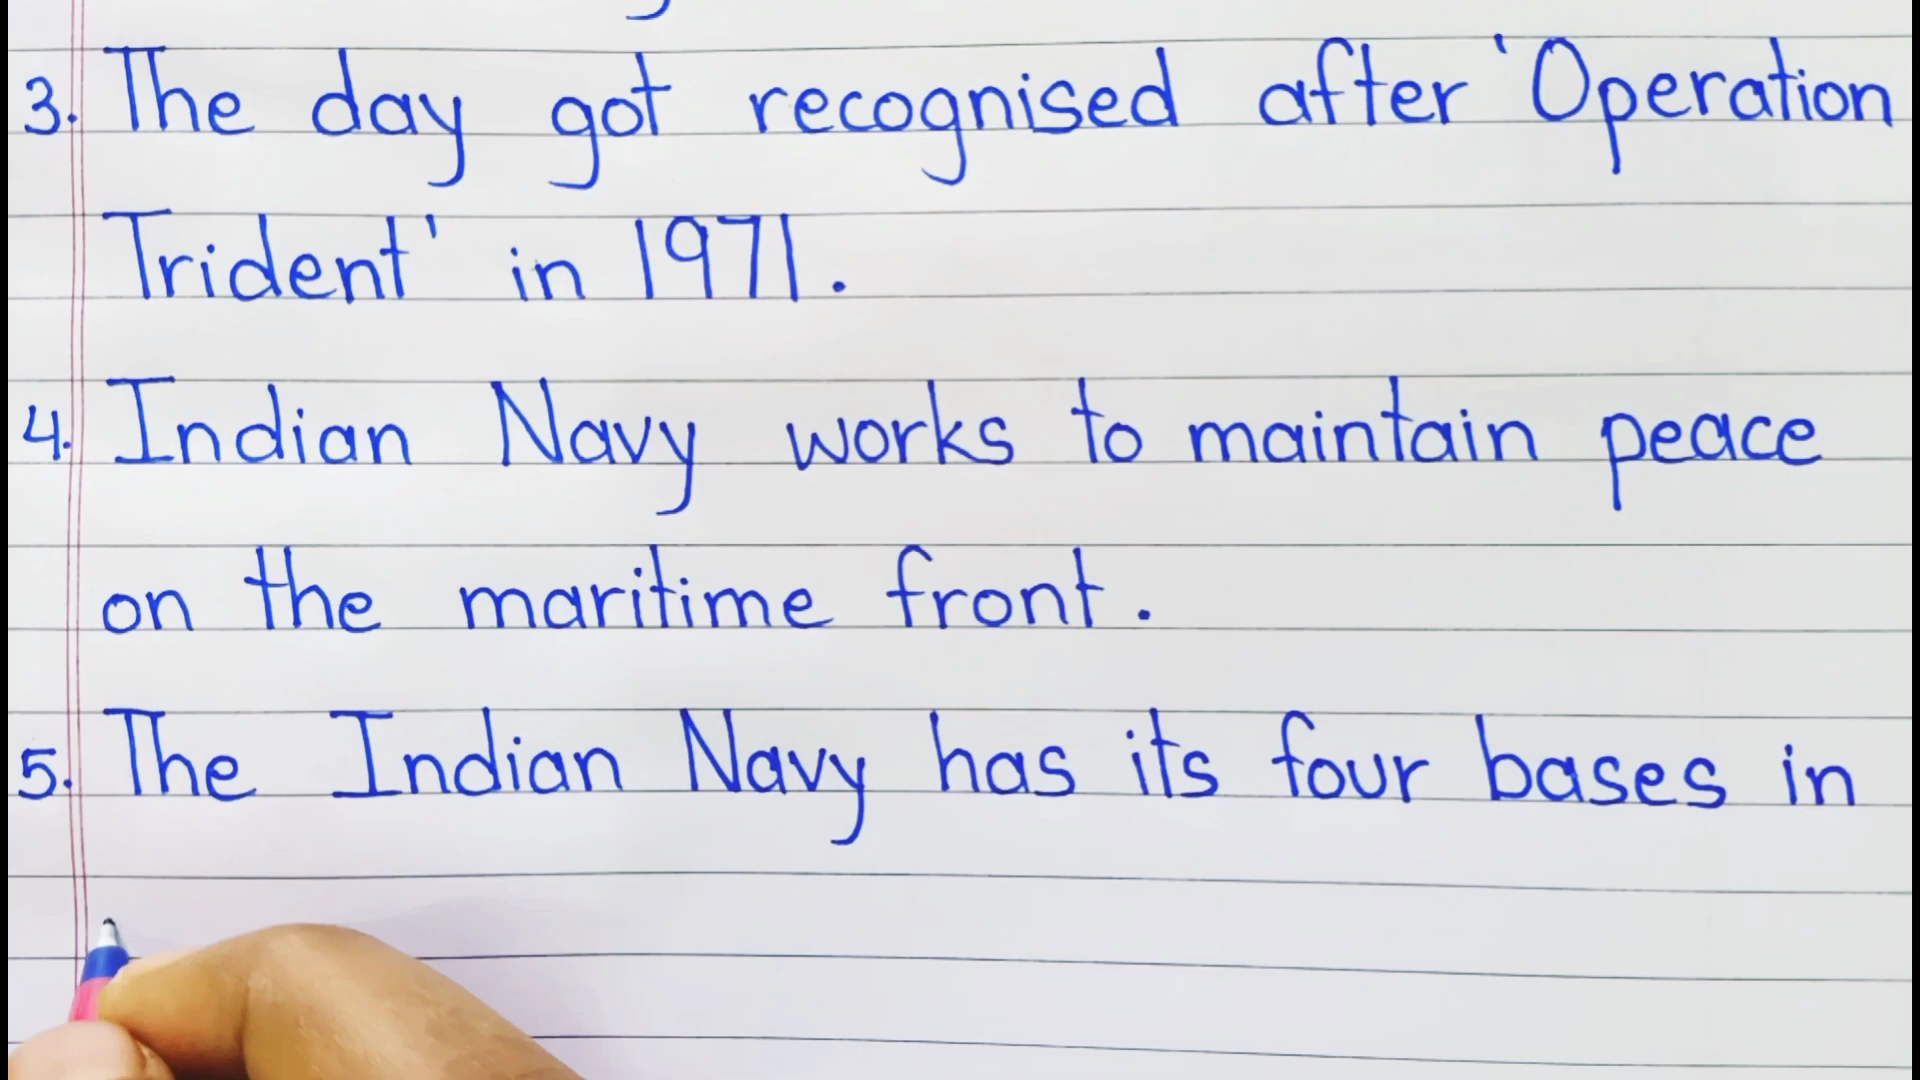 3. The day got recognised after 'Operation
Trident' in 1971.
4. Indian Navy works to maintain peace
on the maritime front.
5. The Indian Navy has its four bases in